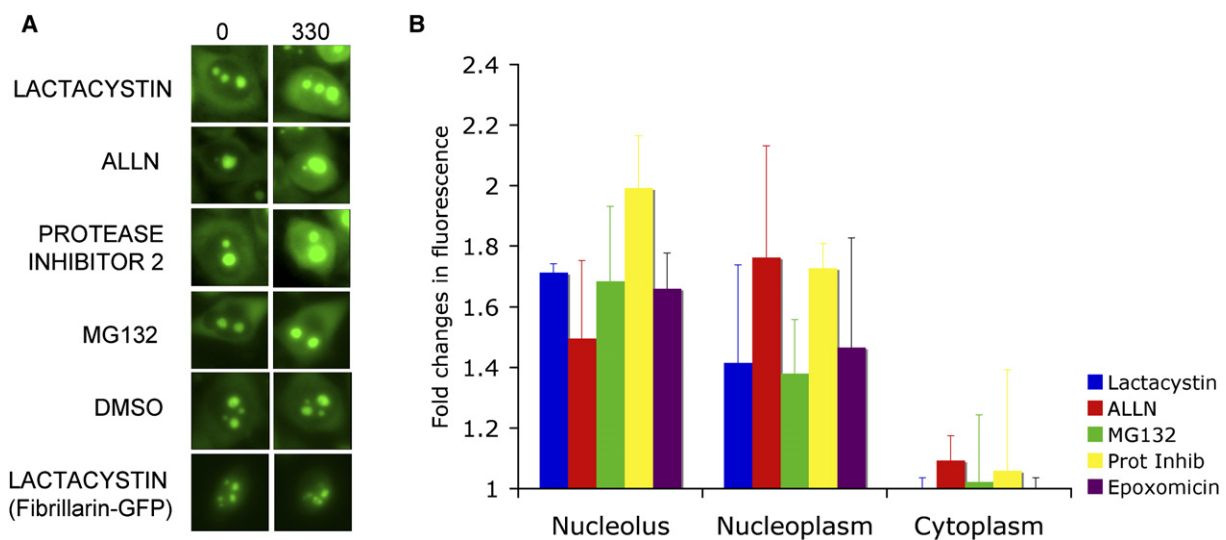 A
0 330
LACTACYSTIN
ALLN
PROTEASE
INHIBITOR 2
MG132
DMSO
LACTACYSTIN
(Fibrillarin-GFP)
B
Fold changes in fluorescence
2.4
2.2
2
1.8
1.6
1.4
1.2
1
Nucleolus Nucleoplasm Cytoplasm
Lactacystin
ALLN
MG132
Prot Inhib
Epoxomicin